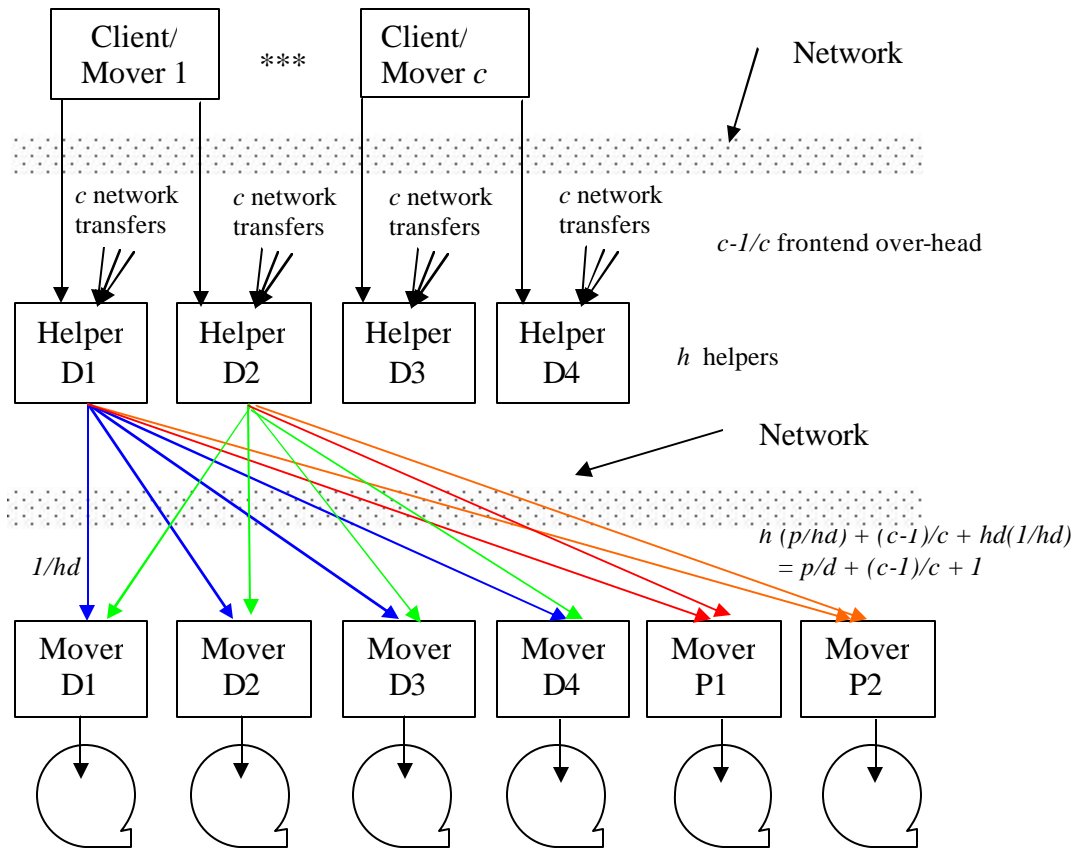 Client/
Mover 1
***
Client/
Mover c
Network
c network
transfers
c network
transfers
c network
transfers
c network
transfers
c-1/c frontend over-head
Helper
D1
Helper
D2
Helper
D3
Helper
D4
h helpers
Network
1/hd
h (p/hd) + (c-1)/c + hd(1/hd)
= p/d + (c-1)/c + 1
Mover
D1
Mover
D2
Mover
D3
Mover
D4
Mover
P1
Mover
P2